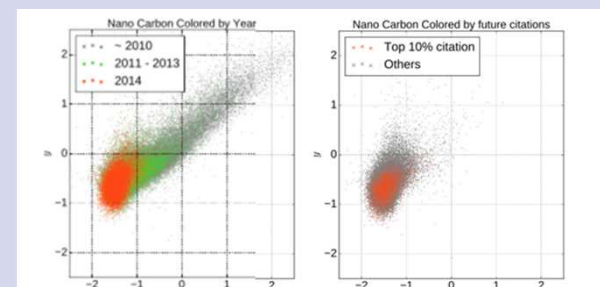 Nano Carbon Colored by Year
~ 2010
2011 - 2013
2014
y
2
1
0
−1
−2
−2 −1 0 1 2
Nano Carbon Colored by future citations
Top 10% citation
Others
y
2
1
0
−1
−2
−2 −1 0 1 2